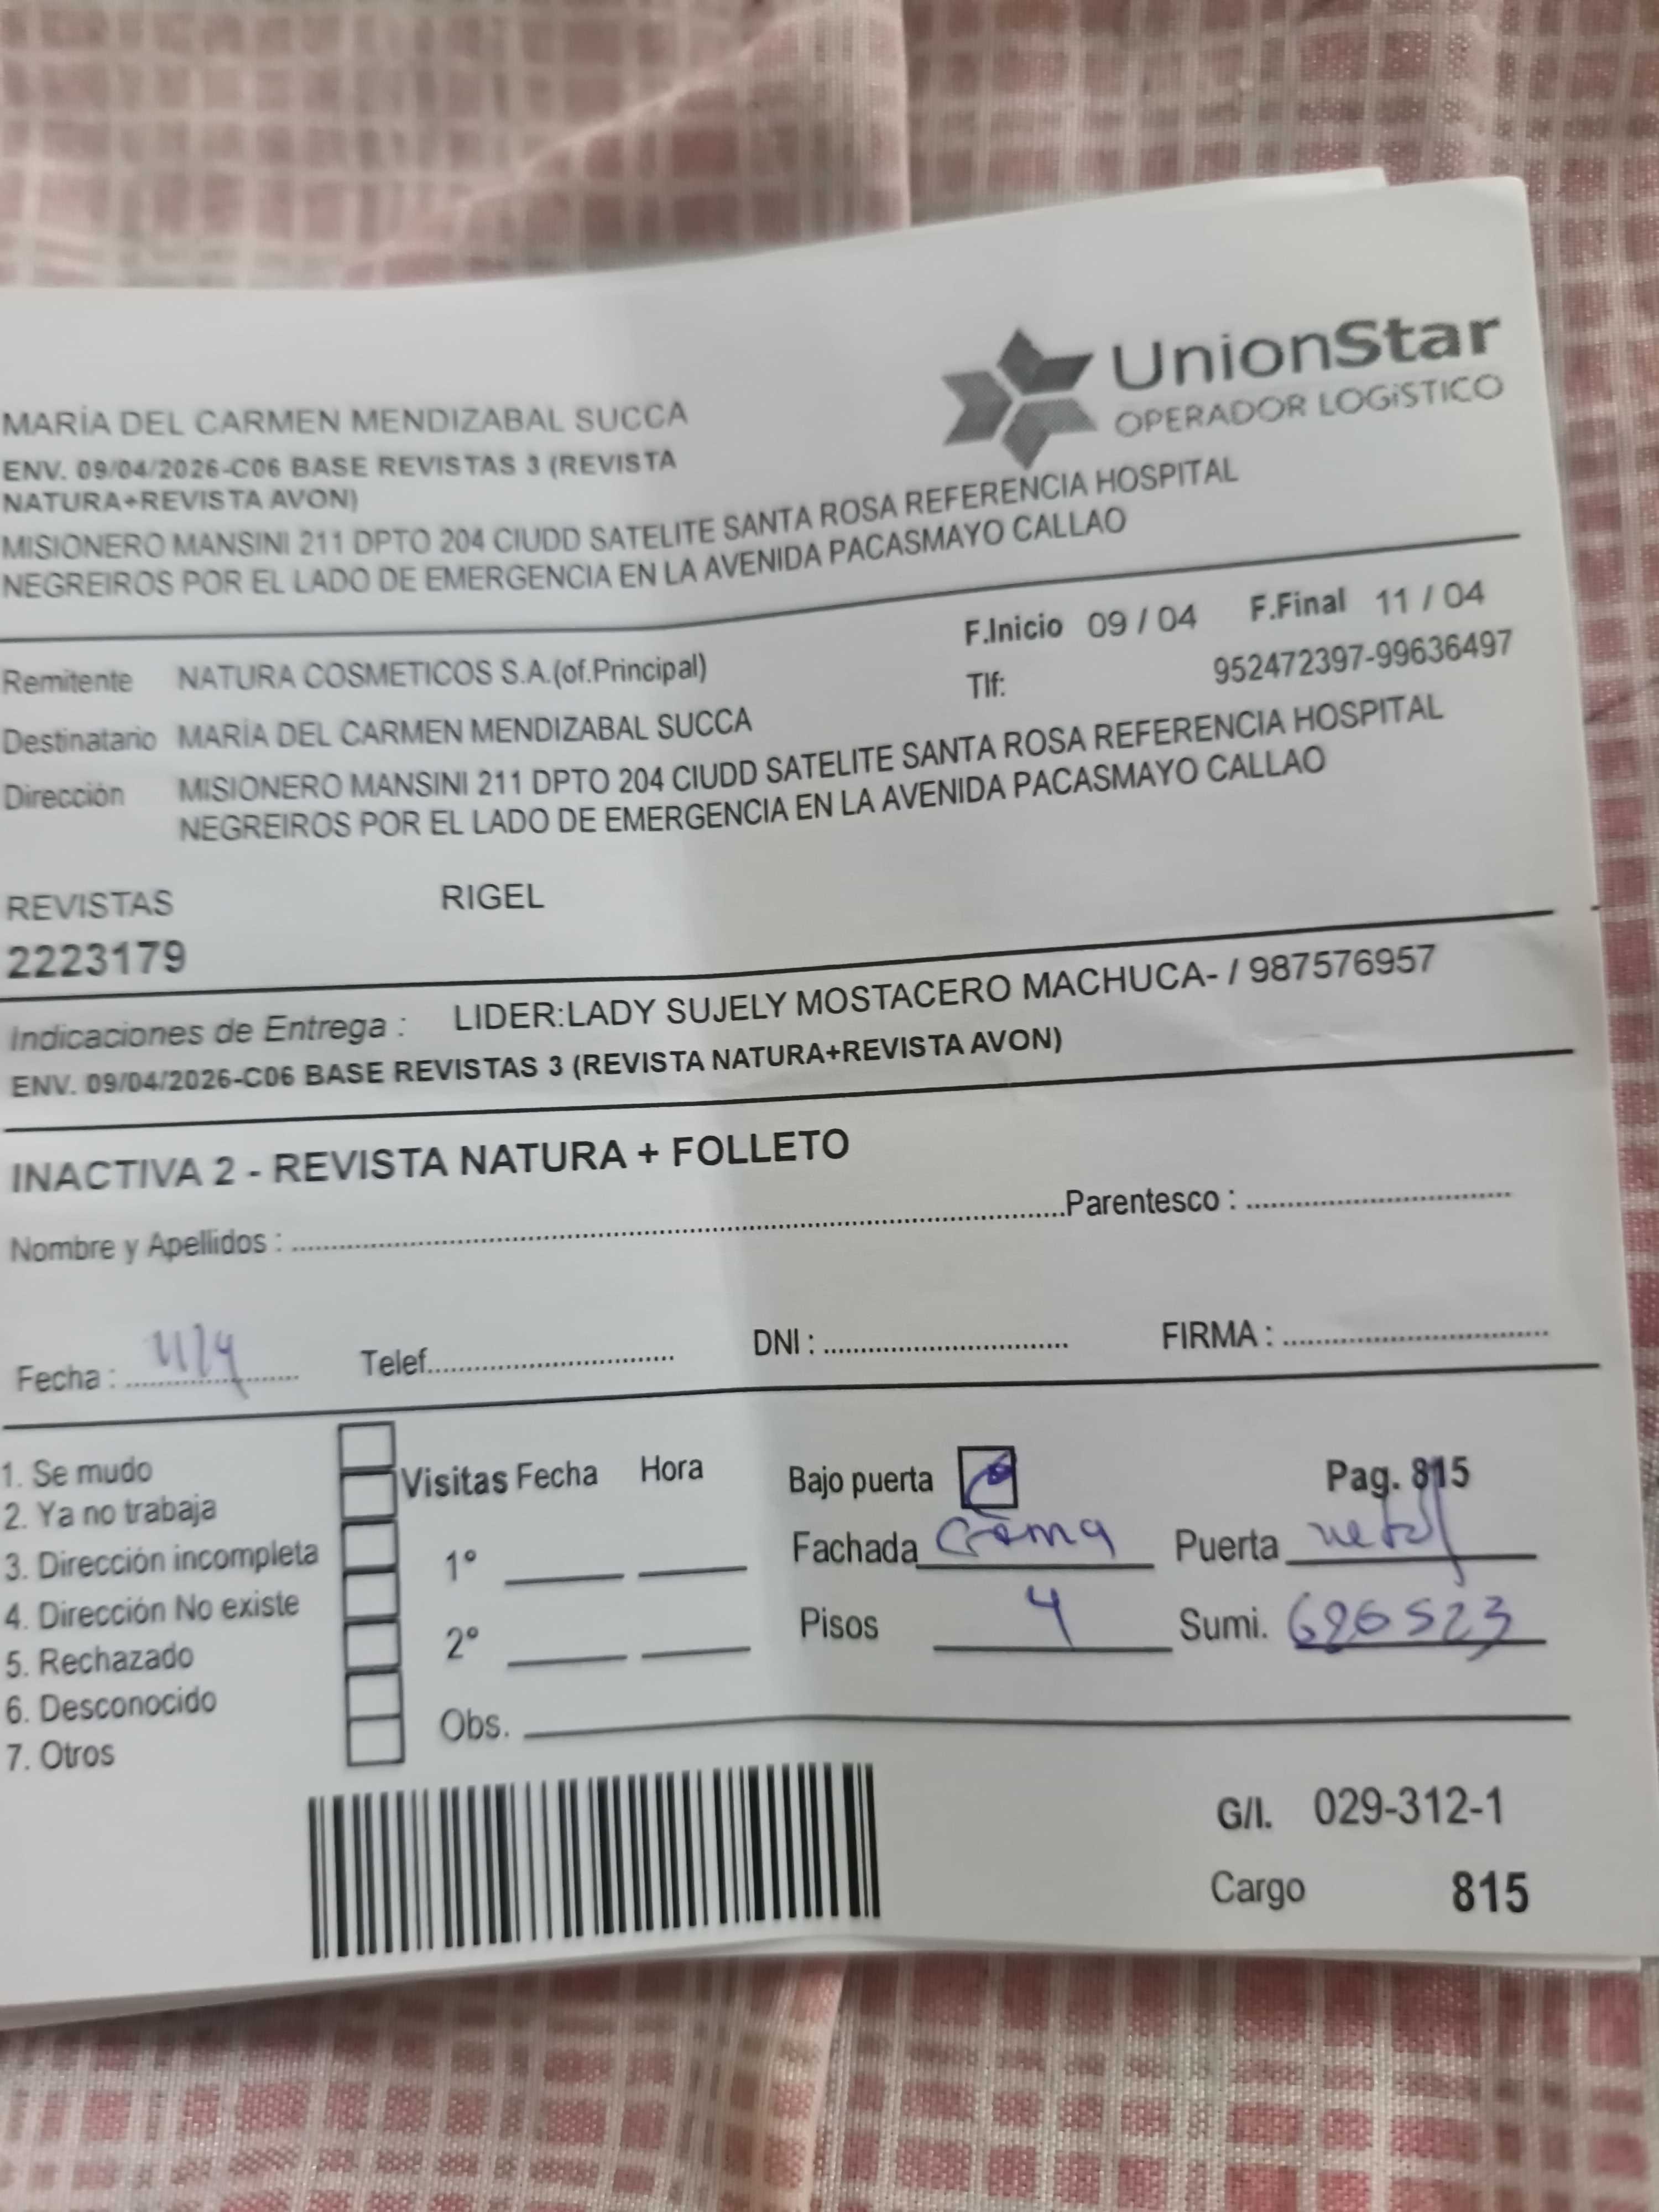 UnionStar
OPERADOR LOGíSTICO
MARÍA DEL CARMEN MENDIZABAL SUCCA
ENV. 09/04/2026-C06 BASE REVISTAS 3 (REVISTA
NATURA+REVISTA AVON)
MISIONERO MANSINI 211 DPTO 204 CIUDD SATELITE SANTA ROSA REFERENCIA HOSPITAL
NEGREIROS POR EL LADO DE EMERGENCIA EN LA AVENIDA PACASMAYO CALLAO
F.Inicio 09 / 04 F.Final 11 / 04
Remitente NATURA COSMETICOS S.A.(of.Principal) Tlf: 952472397-99636497
Destinatario MARÍA DEL CARMEN MENDIZABAL SUCCA
Dirección MISIONERO MANSINI 211 DPTO 204 CIUDD SATELITE SANTA ROSA REFERENCIA HOSPITAL
NEGREIROS POR EL LADO DE EMERGENCIA EN LA AVENIDA PACASMAYO CALLAO
REVISTAS RIGEL
2223179
Indicaciones de Entrega : LIDER:LADY SUJELY MOSTACERO MACHUCA- / 987576957
ENV. 09/04/2026-C06 BASE REVISTAS 3 (REVISTA NATURA+REVISTA AVON)
INACTIVA 2 - REVISTA NATURA + FOLLETO
Nombre y Apellidos : Parentesco :
Fecha : Telef. DNI : FIRMA :
1. Se mudo
2. Ya no trabaja
3. Dirección incompleta
4. Dirección No existe
5. Rechazado
6. Desconocido
7. Otros
Visitas Fecha Hora
1°
2°
Obs.
Bajo puerta Pag. 815
Fachada crema Puerta
Pisos 4 Sumi.
G/I. 029-312-1
Cargo 815